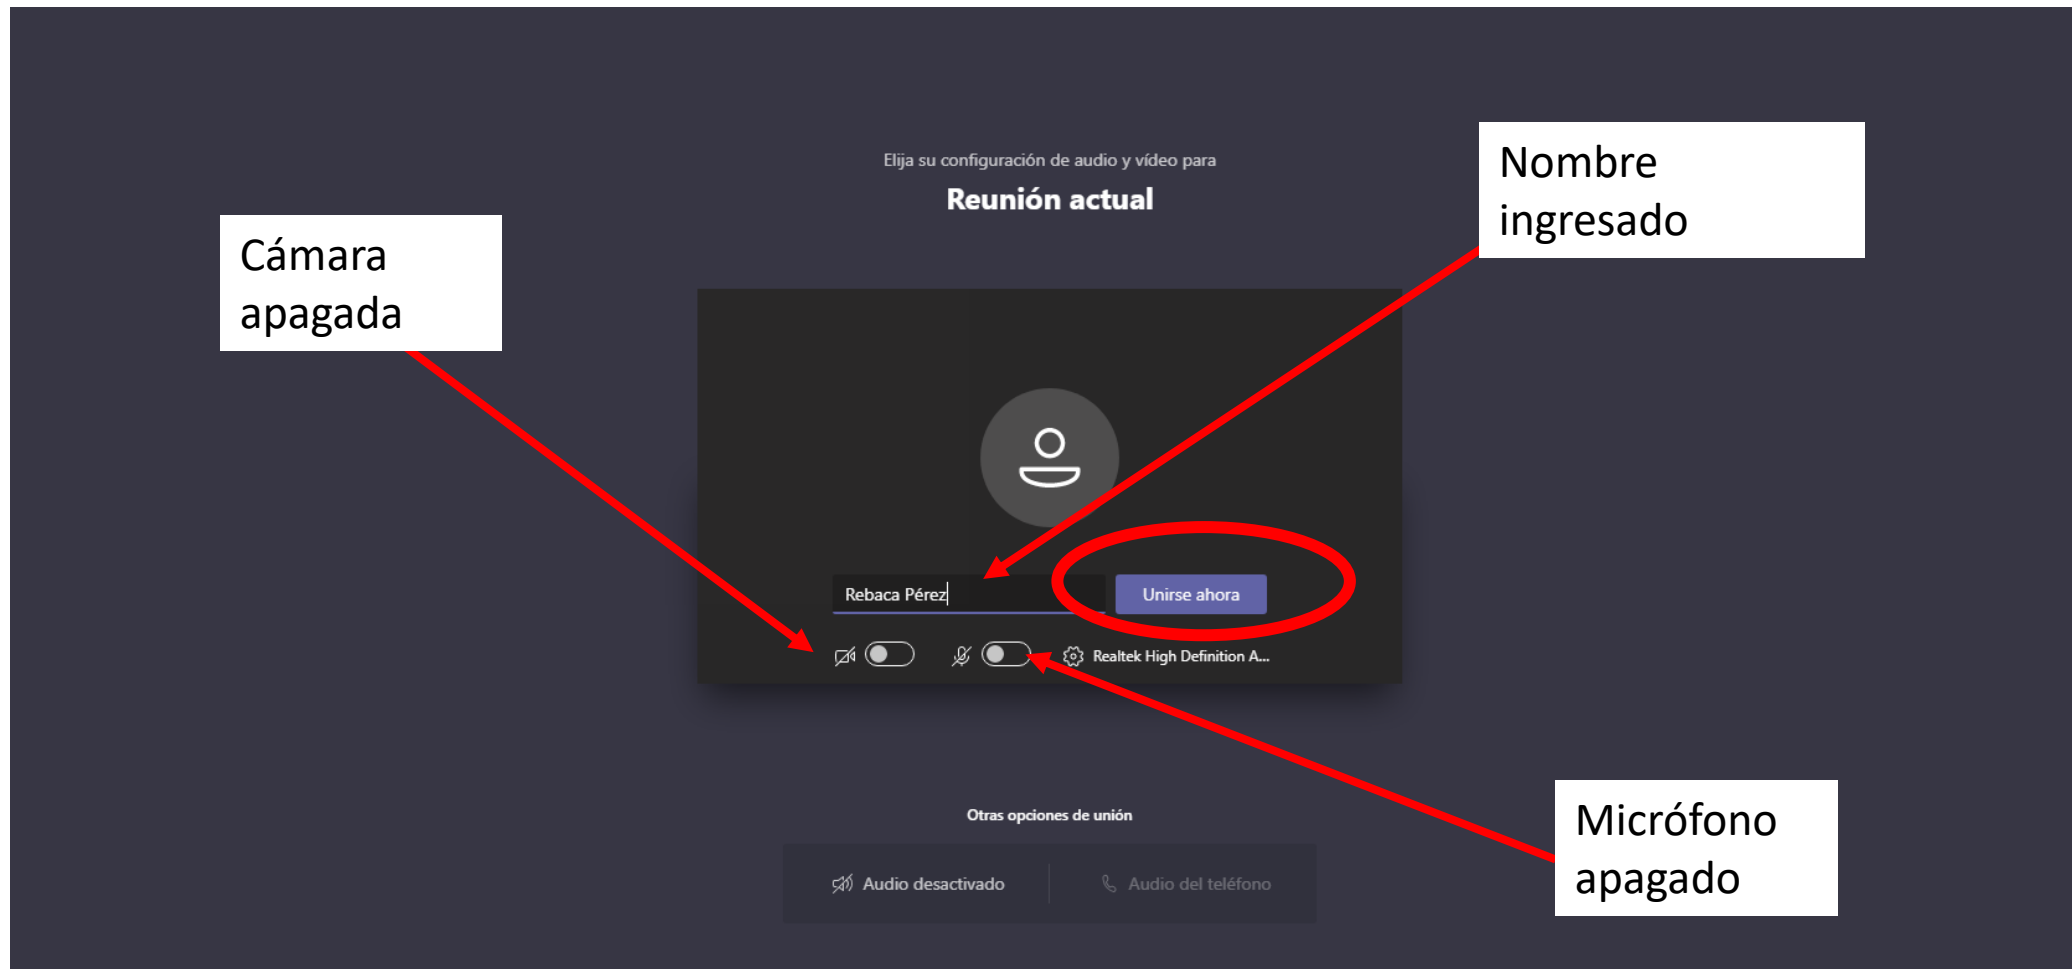 Elija su configuración de audio y vídeo para
Reunión actual
Nombre
ingresado
Cámara
apagada
Rebaca Pérez
Unirse ahora
Realtek High Definition A...
Otras opciones de unión
Audio desactivado
Audio del teléfono
Micrófono
apagado